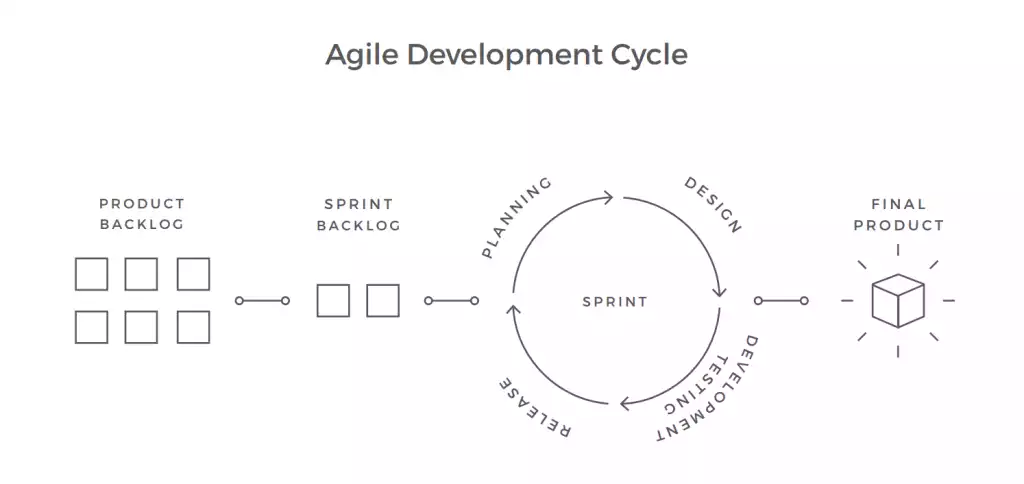 Agile Development Cycle
PRODUCT
BACKLOG
SPRINT
BACKLOG
PLANNING
DESIGN
SPRINT
DEVELOPMENT
TESTING
RELEASE
FINAL
PRODUCT